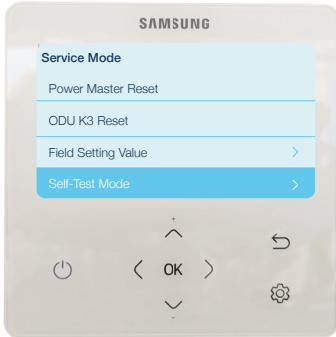 SAMSUNG
Service Mode
Power Master Reset
ODU K3 Reset
Field Setting Value
Self-Test Mode
+
OK
-